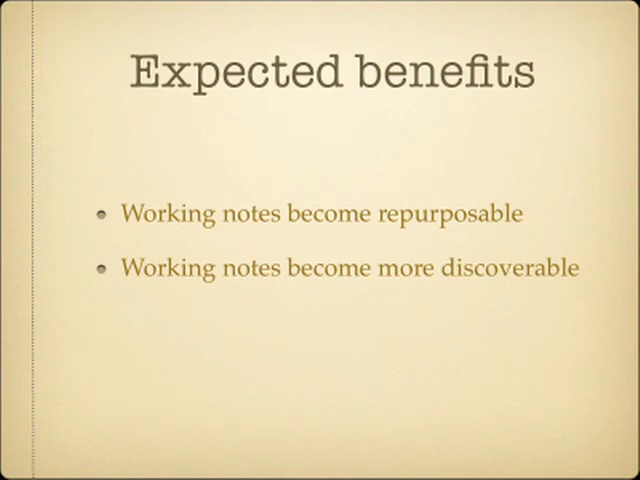 Expected benefits
Working notes become repurposable
Working notes become more discoverable